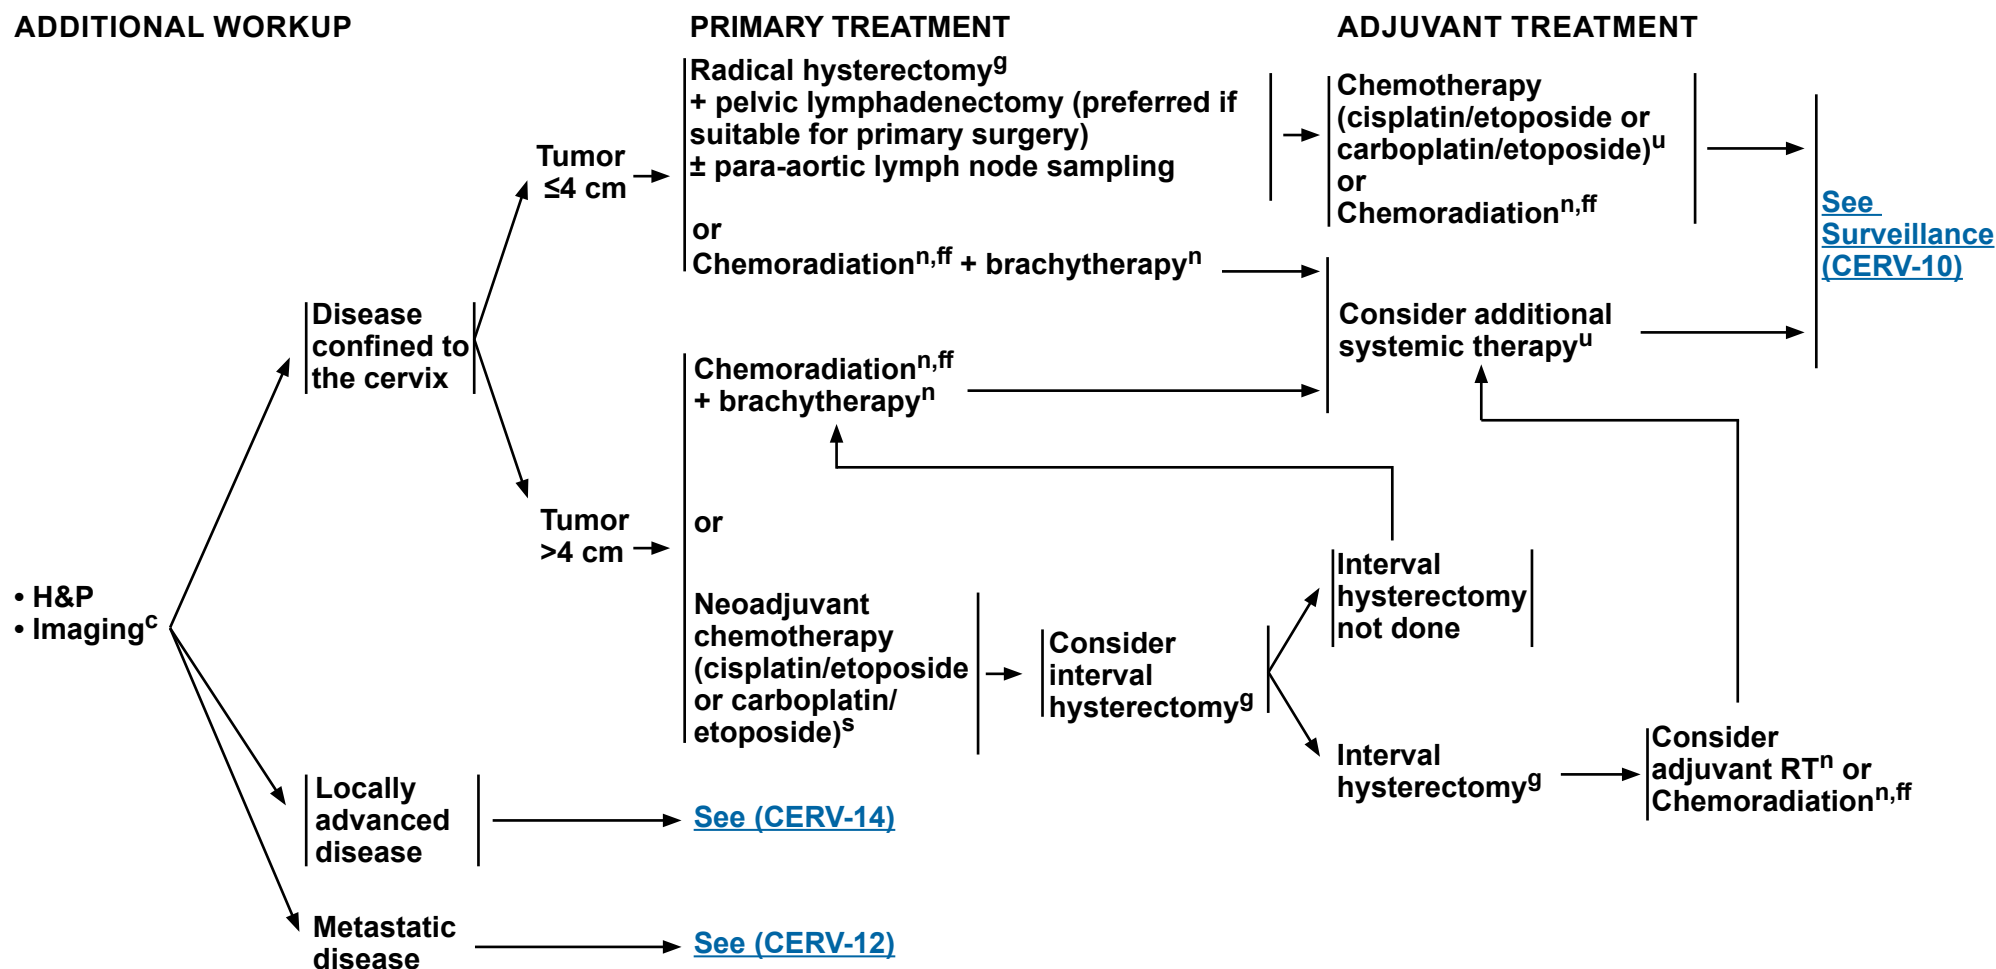 ADDITIONAL WORKUP
PRIMARY TREATMENT
ADJUVANT TREATMENT
• H&P
• Imagingᶜ
Disease
confined to
the cervix
Tumor
≤4 cm
Radical hysterectomyᵍ
+ pelvic lymphadenectomy (preferred if
suitable for primary surgery)
± para-aortic lymph node sampling
or
Chemoradiationⁿ,ᶠᶠ + brachytherapyⁿ
Chemotherapy
(cisplatin/etoposide or
carboplatin/etoposide)ᵘ
or
Chemoradiationⁿ,ᶠᶠ
See
Surveillance
(CERV-10)
Consider additional
systemic therapyᵘ
Tumor
>4 cm
Chemoradiationⁿ,ᶠᶠ
+ brachytherapyⁿ
or
Neoadjuvant
chemotherapy
(cisplatin/etoposide
or carboplatin/
etoposide)ˢ
Consider
interval
hysterectomyᵍ
Interval
hysterectomy
not done
Interval
hysterectomyᵍ
Consider
adjuvant RTⁿ or
Chemoradiationⁿ,ᶠᶠ
Locally
advanced
disease
See (CERV-14)
Metastatic
disease
See (CERV-12)